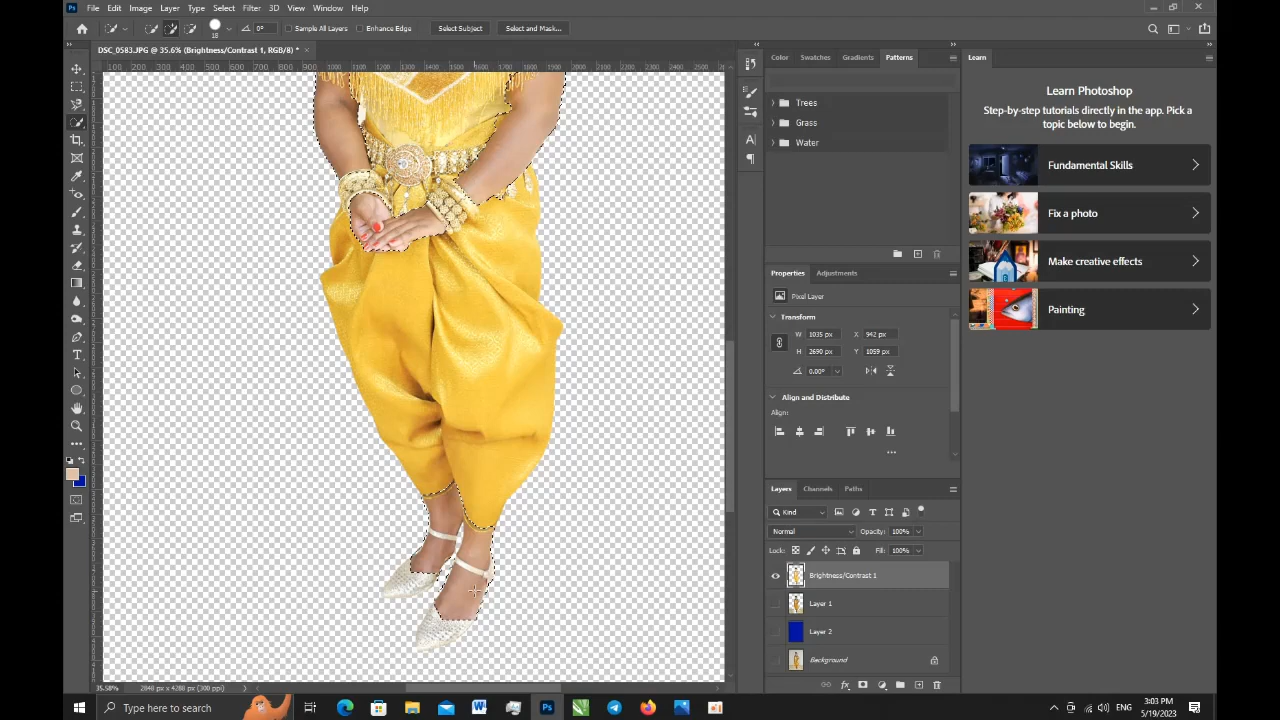 Ps File Edit Image Layer Type Select Filter 3D View Window Help
18 0° Sample All Layers Enhance Edge Select Subject Select and Mask...
DSC_0583.JPG @ 35.6% (Brightness/Contrast 1, RGB/8) * ×
Color Swatches Gradients Patterns
Learn
Trees
Grass
Water
Learn Photoshop
Step-by-step tutorials directly in the app. Pick a
topic below to begin.
Fundamental Skills
Fix a photo
Make creative effects
Painting
Properties Adjustments
Pixel Layer
Transform
W 1035 px X 942 px
H 2690 px Y 1059 px
0.00°
Align and Distribute
Align:
Layers Channels Paths
Kind
Normal Opacity: 100%
Lock: Fill: 100%
Brightness/Contrast 1
Layer 1
Layer 2
Background
35.58% 2848 px x 4288 px (300 ppi)
Type here to search
ENG
3:03 PM
5/19/2023